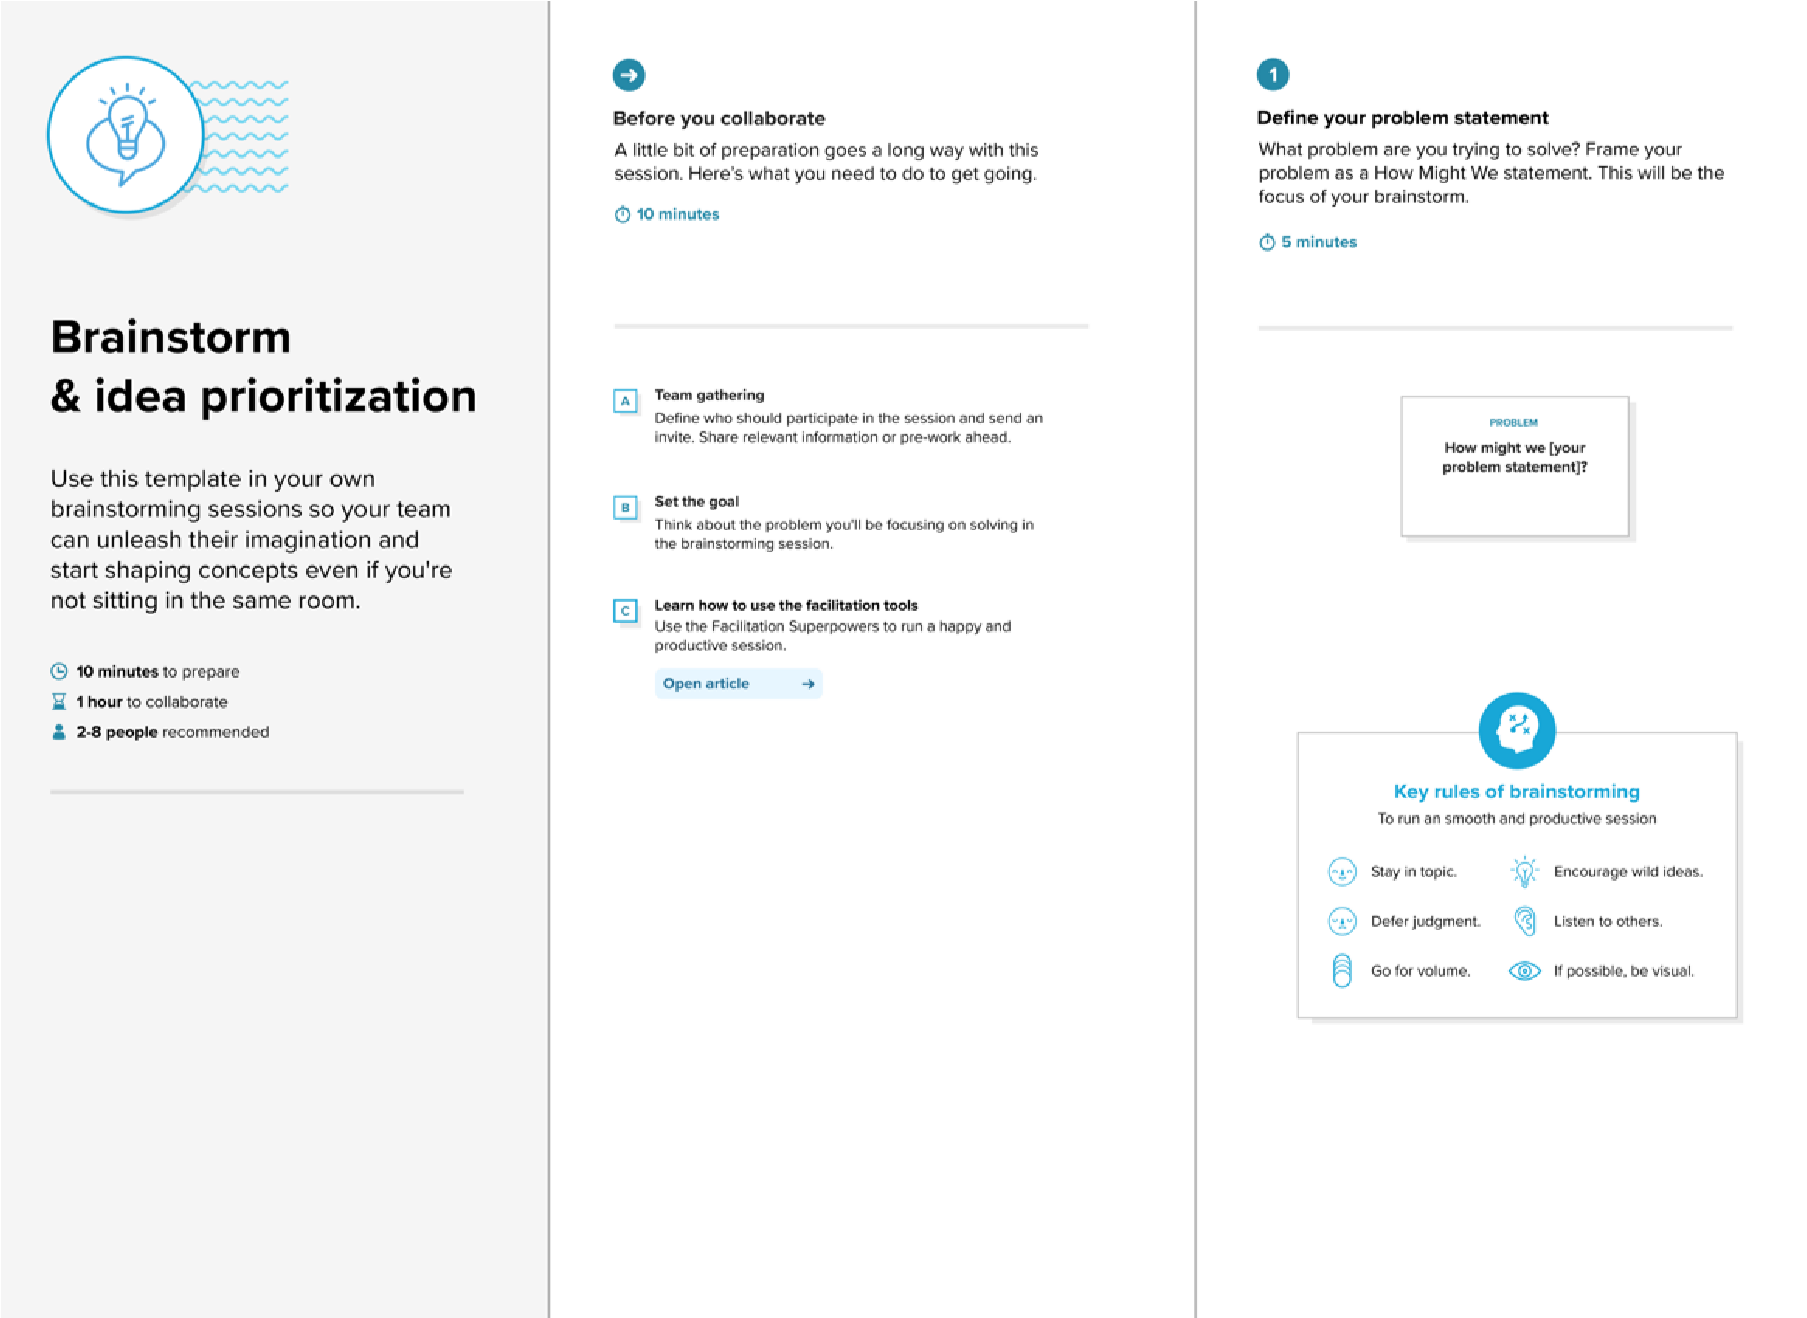 Brainstorm
& idea prioritization
Use this template in your own
brainstorming sessions so your team
can unleash their imagination and
start shaping concepts even if you're
not sitting in the same room.
10 minutes to prepare
1 hour to collaborate
2-8 people recommended
Before you collaborate
A little bit of preparation goes a long way with this
session. Here's what you need to do to get going.
10 minutes
A
Team gathering
Define who should participate in the session and send an
invite. Share relevant information or pre-work ahead.
B
Set the goal
Think about the problem you'll be focusing on solving in
the brainstorming session.
C
Learn how to use the facilitation tools
Use the Facilitation Superpowers to run a happy and
productive session.
Open article
1
Define your problem statement
What problem are you trying to solve? Frame your
problem as a How Might We statement. This will be the
focus of your brainstorm.
5 minutes
PROBLEM
How might we [your
problem statement]?
Key rules of brainstorming
To run an smooth and productive session
Stay in topic.
Encourage wild ideas.
Defer judgment.
Listen to others.
Go for volume.
If possible, be visual.